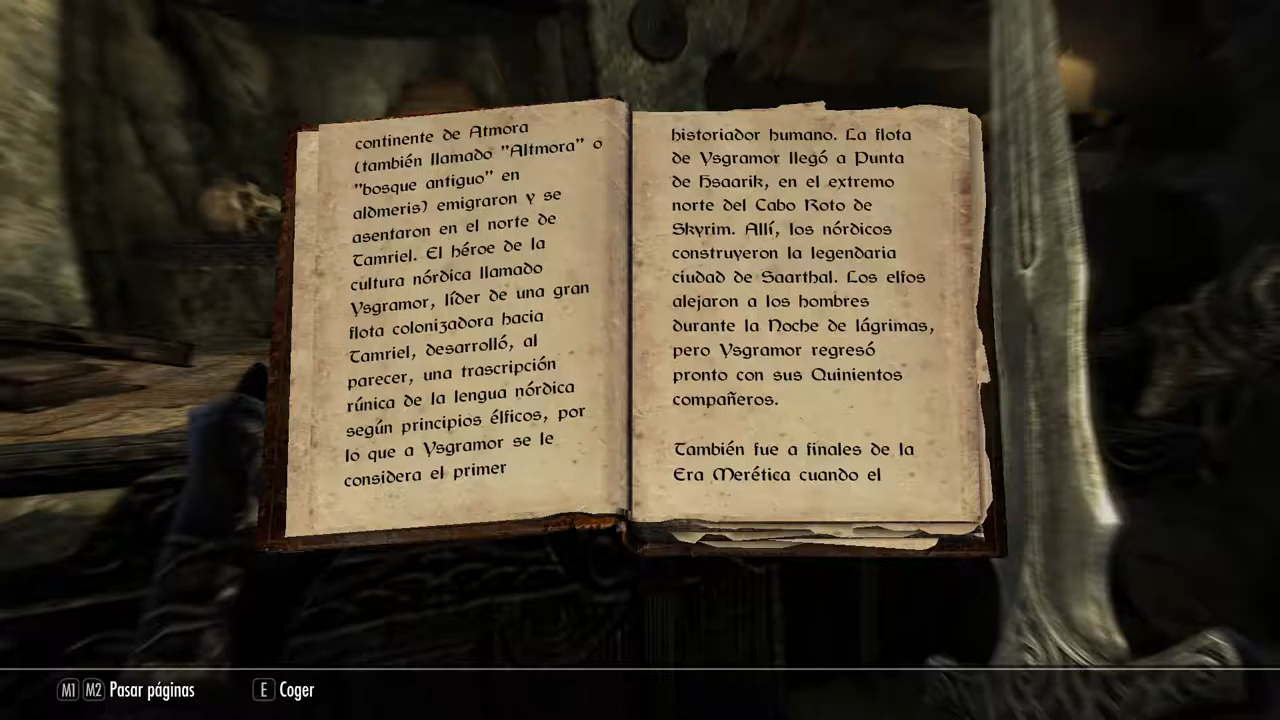 continente de Atmora
(también llamado "Altmora" o
"bosque antiguo" en
aldmeris) emigraron y se
asentaron en el norte de
Tamriel. El héroe de la
cultura nórdica llamado
Ysgramor, líder de una gran
flota colonizadora hacia
Tamriel, desarrolló, al
parecer, una trascripción
rúnica de la lengua nórdica
según principios élficos, por
lo que a Ysgramor se le
considera el primer
historiador humano. La flota
de Ysgramor llegó a Punta
de Hsaarik, en el extremo
norte del Cabo Roto de
Skyrim. Allí, los nórdicos
construyeron la legendaria
ciudad de Saarthal. Los elfos
alejaron a los hombres
durante la Noche de lágrimas,
pero Ysgramor regresó
pronto con sus Quinientos
compañeros.
También fue a finales de la
Era Merética cuando el
M1 M2 Pasar páginas
E Coger